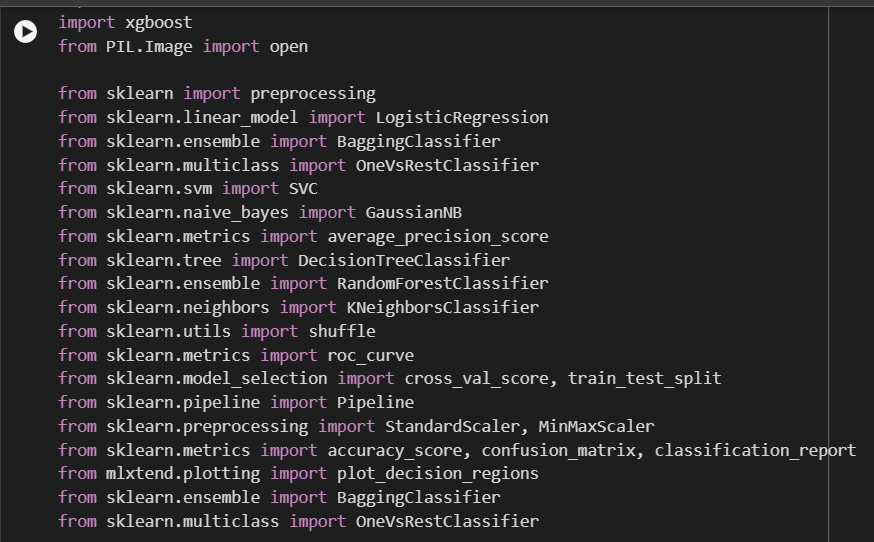 import xgboost
from PIL.Image import open
from sklearn import preprocessing
from sklearn.linear_model import LogisticRegression
from sklearn.ensemble import BaggingClassifier
from sklearn.multiclass import OneVsRestClassifier
from sklearn.svm import SVC
from sklearn.naive_bayes import GaussianNB
from sklearn.metrics import average_precision_score
from sklearn.tree import DecisionTreeClassifier
from sklearn.ensemble import RandomForestClassifier
from sklearn.neighbors import KNeighborsClassifier
from sklearn.utils import shuffle
from sklearn.metrics import roc_curve
from sklearn.model_selection import cross_val_score, train_test_split
from sklearn.pipeline import Pipeline
from sklearn.preprocessing import StandardScaler, MinMaxScaler
from sklearn.metrics import accuracy_score, confusion_matrix, classification_report
from mlxtend.plotting import plot_decision_regions
from sklearn.ensemble import BaggingClassifier
from sklearn.multiclass import OneVsRestClassifier